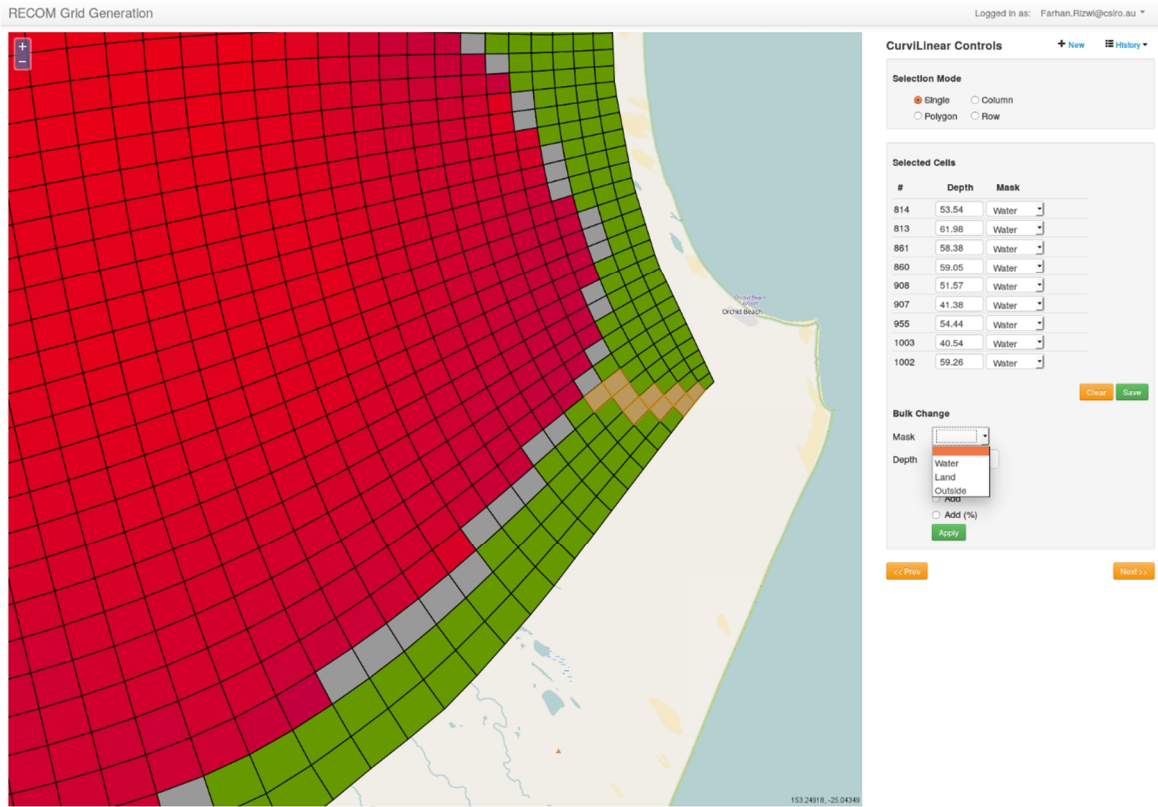 RECOM Grid Generation
Logged In as: Farhan.Rizwi@csiro.au
+
−
Orchid Beach
Orchid Beach
153.24918, -25.04349
CurviLinear Controls
+ New
History
Selection Mode
Single
Column
Polygon
Row
Selected Cells
# Depth Mask
814 53.54 Water
813 61.98 Water
861 58.38 Water
860 59.05 Water
908 51.57 Water
907 41.38 Water
955 54.44 Water
1003 40.54 Water
1002 59.26 Water
Clear
Save
Bulk Change
Mask
Depth
Water
Land
Outside
Add
Add (%)
Apply
<< Prev
Next >>